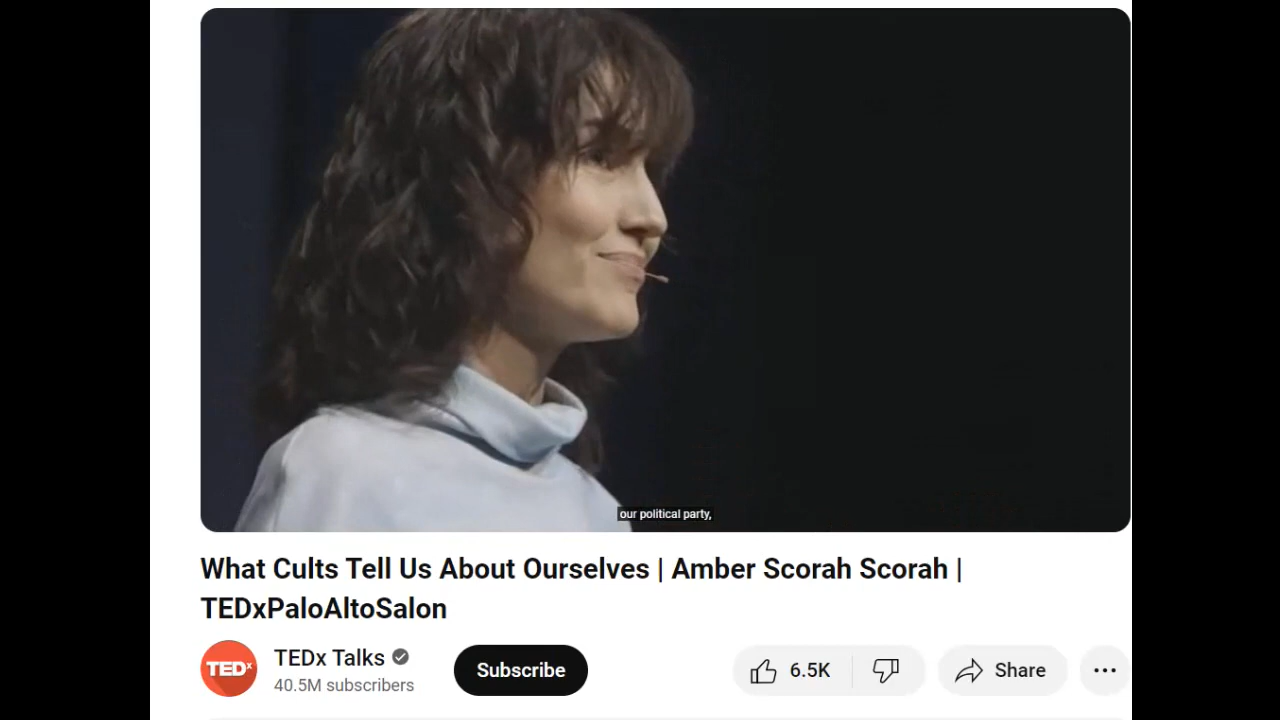 our political party,
What Cults Tell Us About Ourselves | Amber Scorah Scorah |
TEDxPaloAltoSalon
TEDx
TEDx Talks
40.5M subscribers
Subscribe
6.5K
Share